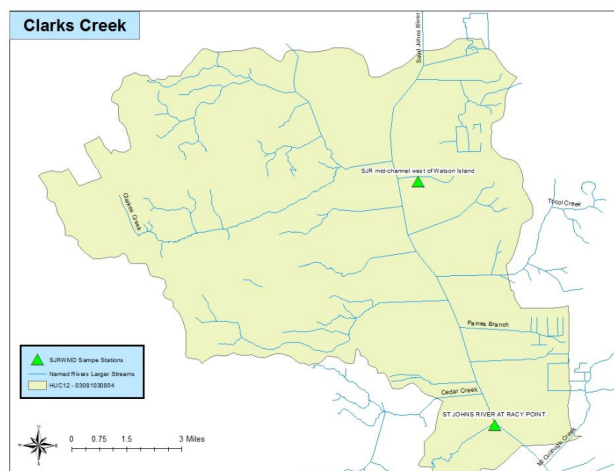 Clarks Creek
Saint Johns River
SJR mid-channel west of Watson Island
Clarkes Creek
Tocoi Creek
Paines Branch
Cedar Creek
ST JOHNS RIVER AT RACY POINT
SJRWMD Sampe Stations
Named Rivers Larger Streams
HUC12 - 03081030804
0 0.75 1.5 3 Miles